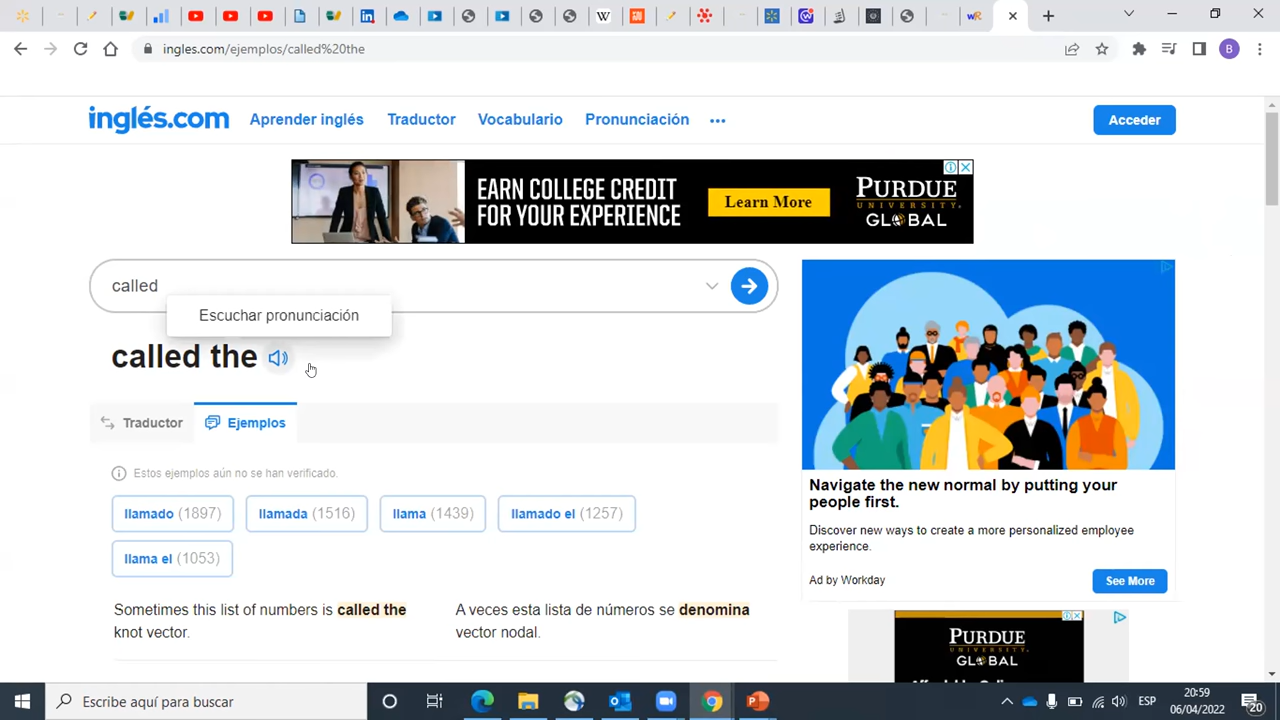 ingles.com/ejemplos/called%20the
B
inglés.com
Aprender inglés
Traductor
Vocabulario
Pronunciación
Acceder
EARN COLLEGE CREDIT
FOR YOUR EXPERIENCE
Learn More
PURDUE
UNIVERSITY
GLOBAL
called
Escuchar pronunciación
called the
Traductor
Ejemplos
Estos ejemplos aún no se han verificado.
llamado (1897)
llamada (1516)
llama (1439)
llamado el (1257)
llama el (1053)
Sometimes this list of numbers is called the
knot vector.
A veces esta lista de números se denomina
vector nodal.
Navigate the new normal by putting your
people first.
Discover new ways to create a more personalized employee
experience.
Ad by Workday
See More
PURDUE
UNIVERSITY
GLOBAL
Escribe aquí para buscar
ESP
20:59
06/04/2022
20